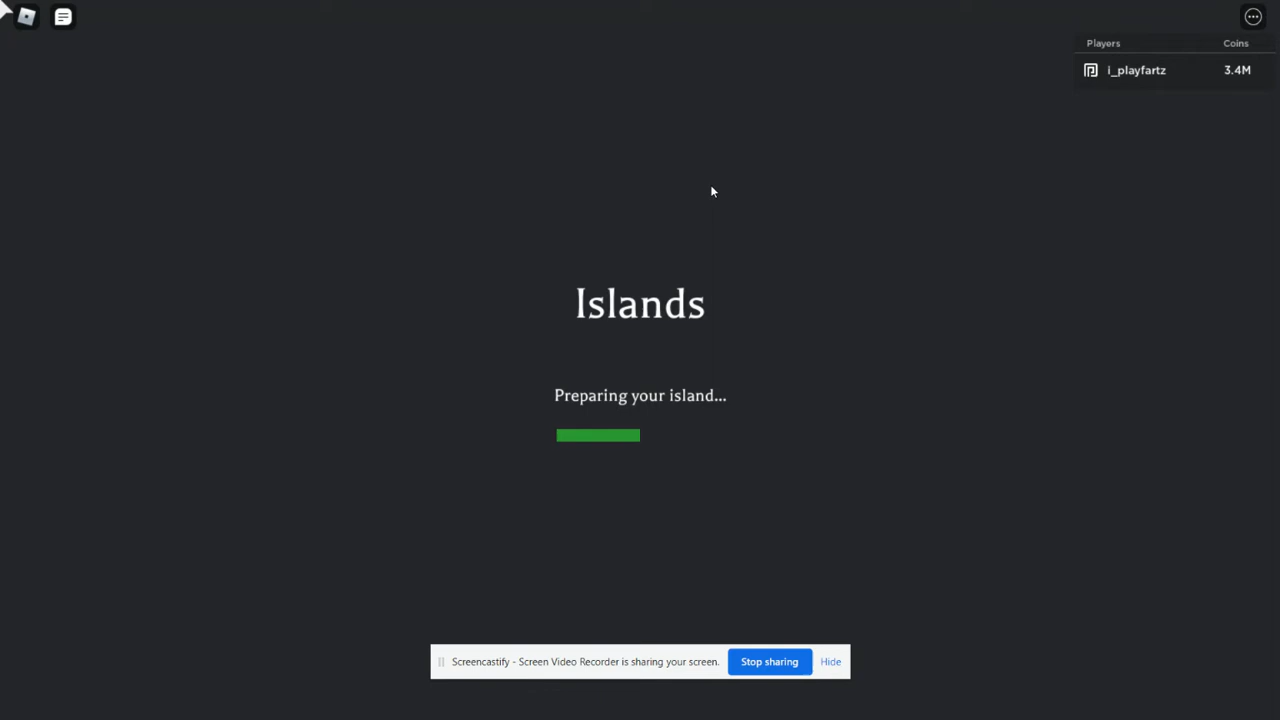 Players Coins
i_playfartz 3.4M
Islands
Preparing your island...
Screencastify - Screen Video Recorder is sharing your screen. Stop sharing Hide